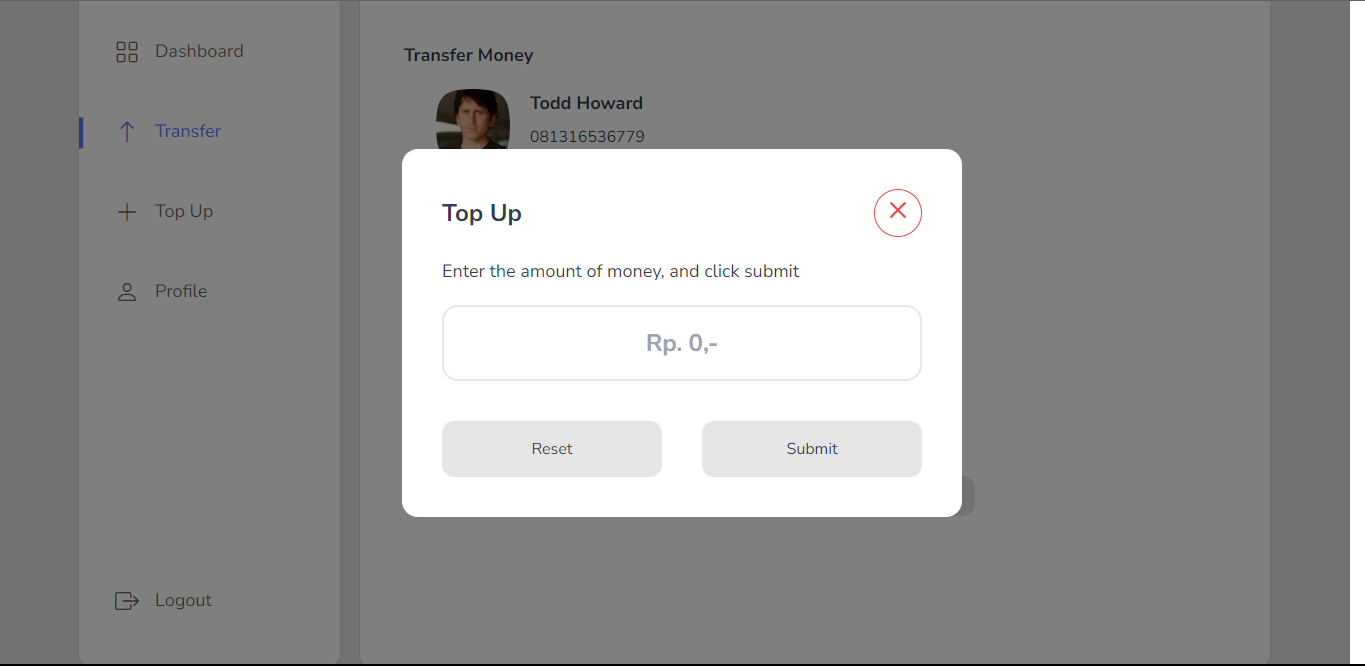 Dashboard
Transfer
Top Up
Profile
Logout
Transfer Money
Todd Howard
081316536779
Top Up
Enter the amount of money, and click submit
Rp. 0,-
Reset
Submit